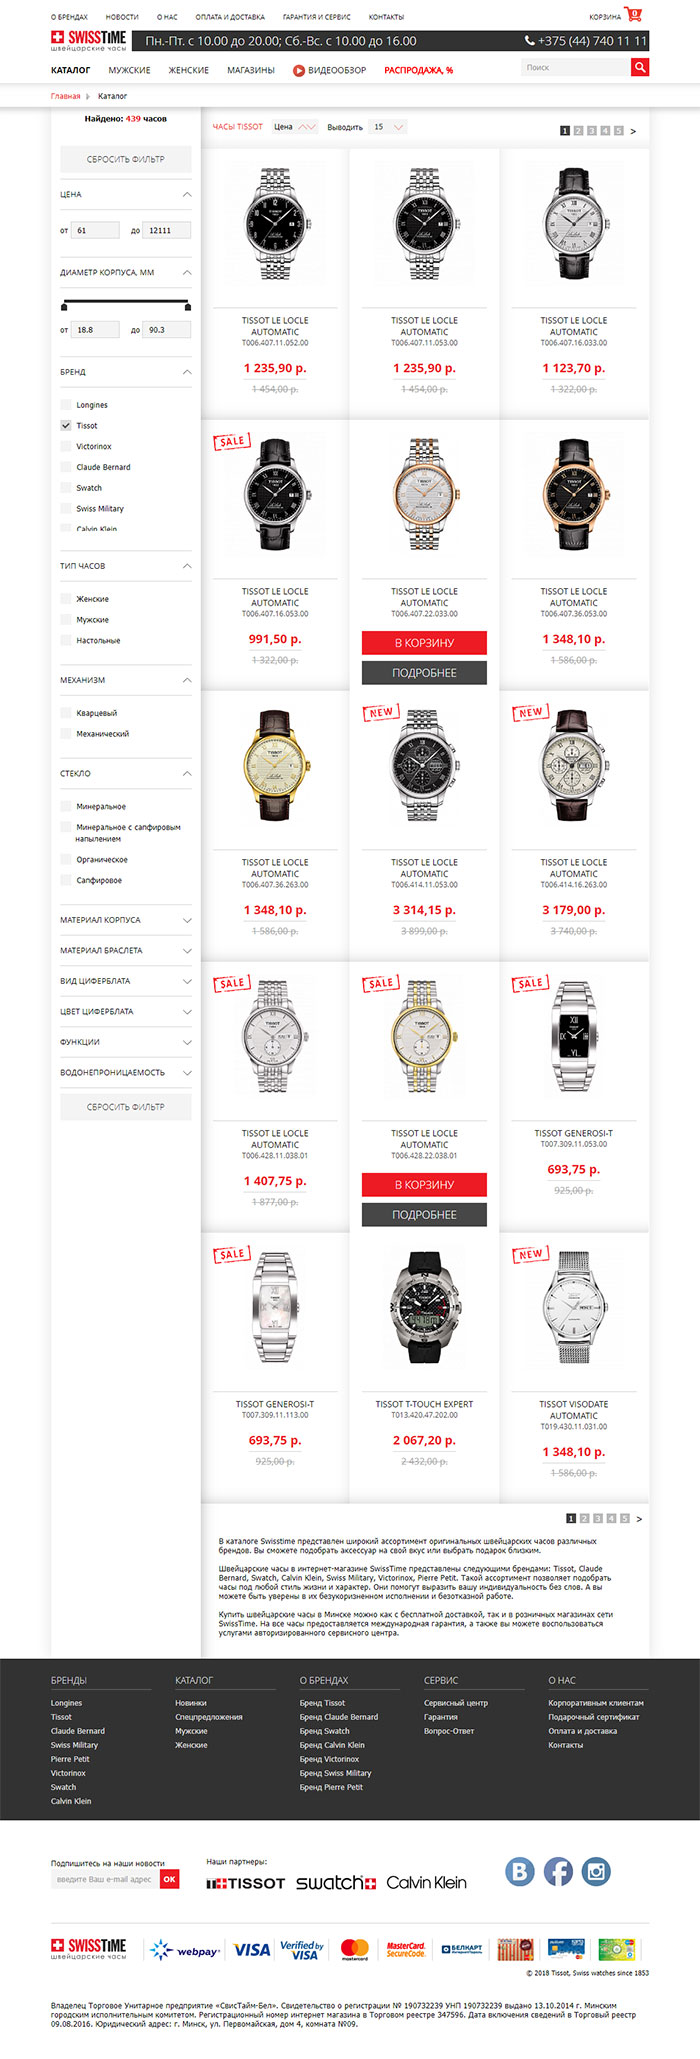 О БРЕНДАХ НОВОСТИ О НАС ОПЛАТА И ДОСТАВКА ГАРАНТИЯ И СЕРВИС КОНТАКТЫ КОРЗИНА 0
SWISSTIME
швейцарские часы
Пн.-Пт. с 10.00 до 20.00; Сб.-Вс. с 10.00 до 16.00 +375 (44) 740 11 11
КАТАЛОГ МУЖСКИЕ ЖЕНСКИЕ МАГАЗИНЫ ВИДЕООБЗОР РАСПРОДАЖА, % Поиск
Главная Каталог
Найдено: 439 часов
СБРОСИТЬ ФИЛЬТР
ЦЕНА
от 61 до 12111
ДИАМЕТР КОРПУСА, ММ
от 18.8 до 90.3
БРЕНД
Longines
Tissot
Victorinox
Claude Bernard
Swatch
Swiss Military
Calvin Klein
ТИП ЧАСОВ
Женские
Мужские
Настольные
МЕХАНИЗМ
Кварцевый
Механический
СТЕКЛО
Минеральное
Минеральное с сапфировым
напылением
Органическое
Сапфировое
МАТЕРИАЛ КОРПУСА
МАТЕРИАЛ БРАСЛЕТА
ВИД ЦИФЕРБЛАТА
ЦВЕТ ЦИФЕРБЛАТА
ФУНКЦИИ
ВОДОНЕПРОНИЦАЕМОСТЬ
СБРОСИТЬ ФИЛЬТР
ЧАСЫ TISSOT Цена Выводить 15 1 2 3 4 5 >
TISSOT LE LOCLE TISSOT LE LOCLE TISSOT LE LOCLE
AUTOMATIC AUTOMATIC AUTOMATIC
T006.407.11.052.00 T006.407.11.053.00 T006.407.16.033.00
1 235,90 р. 1 235,90 р. 1 123,70 р.
1 454,00 р. 1 454,00 р. 1 322,00 р.
SALE
TISSOT LE LOCLE TISSOT LE LOCLE TISSOT LE LOCLE
AUTOMATIC AUTOMATIC AUTOMATIC
T006.407.16.053.00 T006.407.22.033.00 T006.407.36.053.00
991,50 р. В КОРЗИНУ 1 348,10 р.
1 322,00 р. ПОДРОБНЕЕ 1 586,00 р.
NEW NEW
TISSOT LE LOCLE TISSOT LE LOCLE TISSOT LE LOCLE
AUTOMATIC AUTOMATIC AUTOMATIC
T006.407.36.263.00 T006.414.11.053.00 T006.414.16.263.00
1 348,10 р. 3 314,15 р. 3 179,00 р.
1 586,00 р. 3 899,00 р. 3 740,00 р.
SALE SALE SALE
TISSOT LE LOCLE TISSOT LE LOCLE TISSOT GENEROSI-T
AUTOMATIC AUTOMATIC T007.309.11.053.00
T006.428.11.038.01 T006.428.22.038.01
1 407,75 р. В КОРЗИНУ 693,75 р.
1 877,00 р. ПОДРОБНЕЕ 925,00 р.
SALE NEW
TISSOT GENEROSI-T TISSOT T-TOUCH EXPERT TISSOT VISODATE
AUTOMATIC
T007.309.11.113.00 T013.420.47.202.00 T019.430.11.031.00
693,75 р. 2 067,20 р. 1 348,10 р.
925,00 р. 2 432,00 р. 1 586,00 р.
1 2 3 4 5 >
В каталоге Swisstime представлен широкий ассортимент оригинальных швейцарских часов различных
брендов. Вы сможете подобрать аксессуар на свой вкус или выбрать подарок близким.
Швейцарские часы в интернет-магазине SwissTime представлены следующими брендами: Tissot, Claude
Bernard, Swatch, Calvin Klein, Swiss Military, Victorinox, Pierre Petit. Такой ассортимент позволяет подобрать
часы под любой стиль жизни и характер. Они помогут выразить вашу индивидуальность без слов. А вы
можете быть уверены в их безукоризненном исполнении и безотказной работе.
Купить швейцарские часы в Минске можно как с бесплатной доставкой, так и в розничных магазинах сети
SwissTime. На все часы предоставляется международная гарантия, а также вы можете воспользоваться
услугами авторизированного сервисного центра.
БРЕНДЫ КАТАЛОГ О БРЕНДАХ СЕРВИС О НАС
Longines Новинки Бренд Tissot Сервисный центр Корпоративным клиентам
Tissot Спецпредложения Бренд Claude Bernard Гарантия Подарочный сертификат
Claude Bernard Мужские Бренд Swatch Вопрос-Ответ Оплата и доставка
Swiss Military Женские Бренд Calvin Klein Контакты
Pierre Petit Бренд Victorinox
Victorinox Бренд Swiss Military
Swatch Бренд Pierre Petit
Calvin Klein
Подпишитесь на наши новости Наши партнеры:
введите Ваш e-mail адрес OK TISSOT swatch Calvin Klein
SWISSTIME
швейцарские часы
webpay VISA Verified by VISA MasterCard MasterCard SecureCode БЕЛКАРТ
© 2018 Tissot, Swiss watches since 1853
Владелец Торговое Унитарное предприятие «СвисТайм-Бел». Свидетельство о регистрации № 190732239 УНП 190732239 выдано 13.10.2014 г. Минским
городским исполнительным комитетом. Регистрационный номер интернет магазина в Торговом реестре 347596. Дата включения сведений в Торговый реестр
09.08.2016. Юридический адрес: г. Минск, ул. Первомайская, дом 4, комната №09.